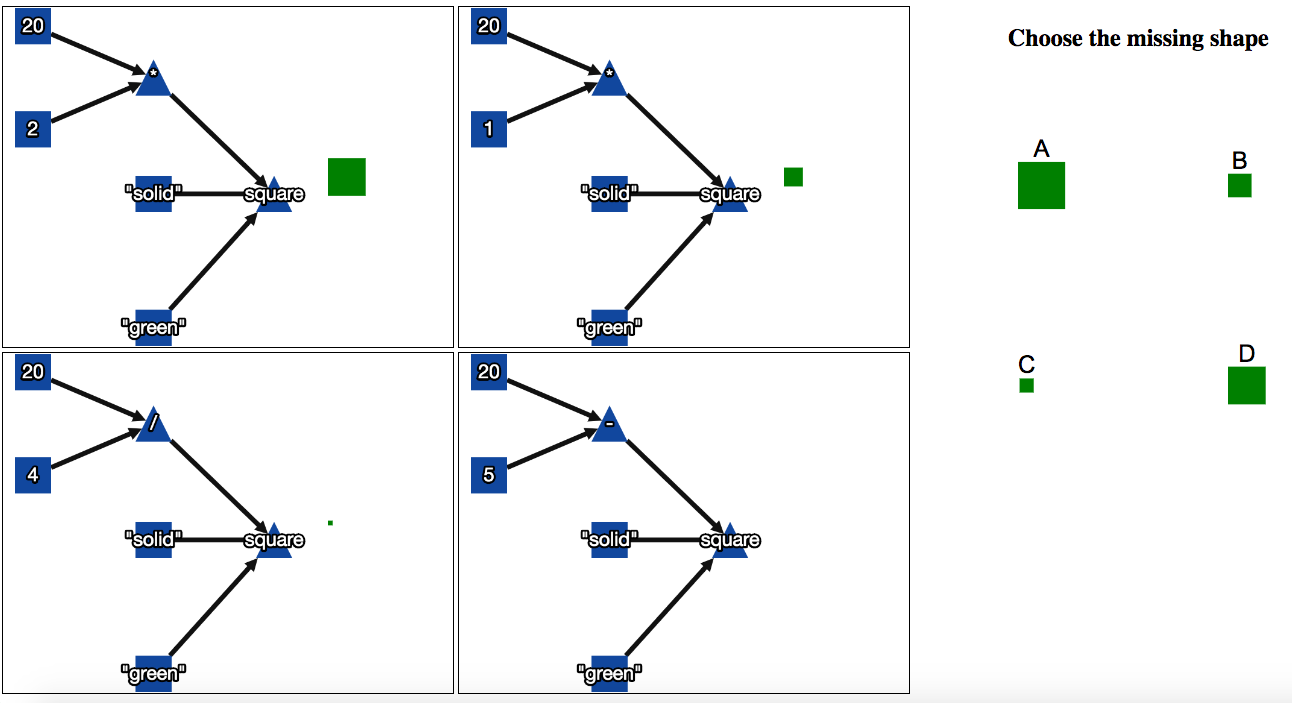 20
*
2
"solid"
square
"green"
20
*
1
"solid"
square
"green"
20
/
4
"solid"
square
"green"
20
-
5
"solid"
square
"green"
Choose the missing shape
A
B
C
D